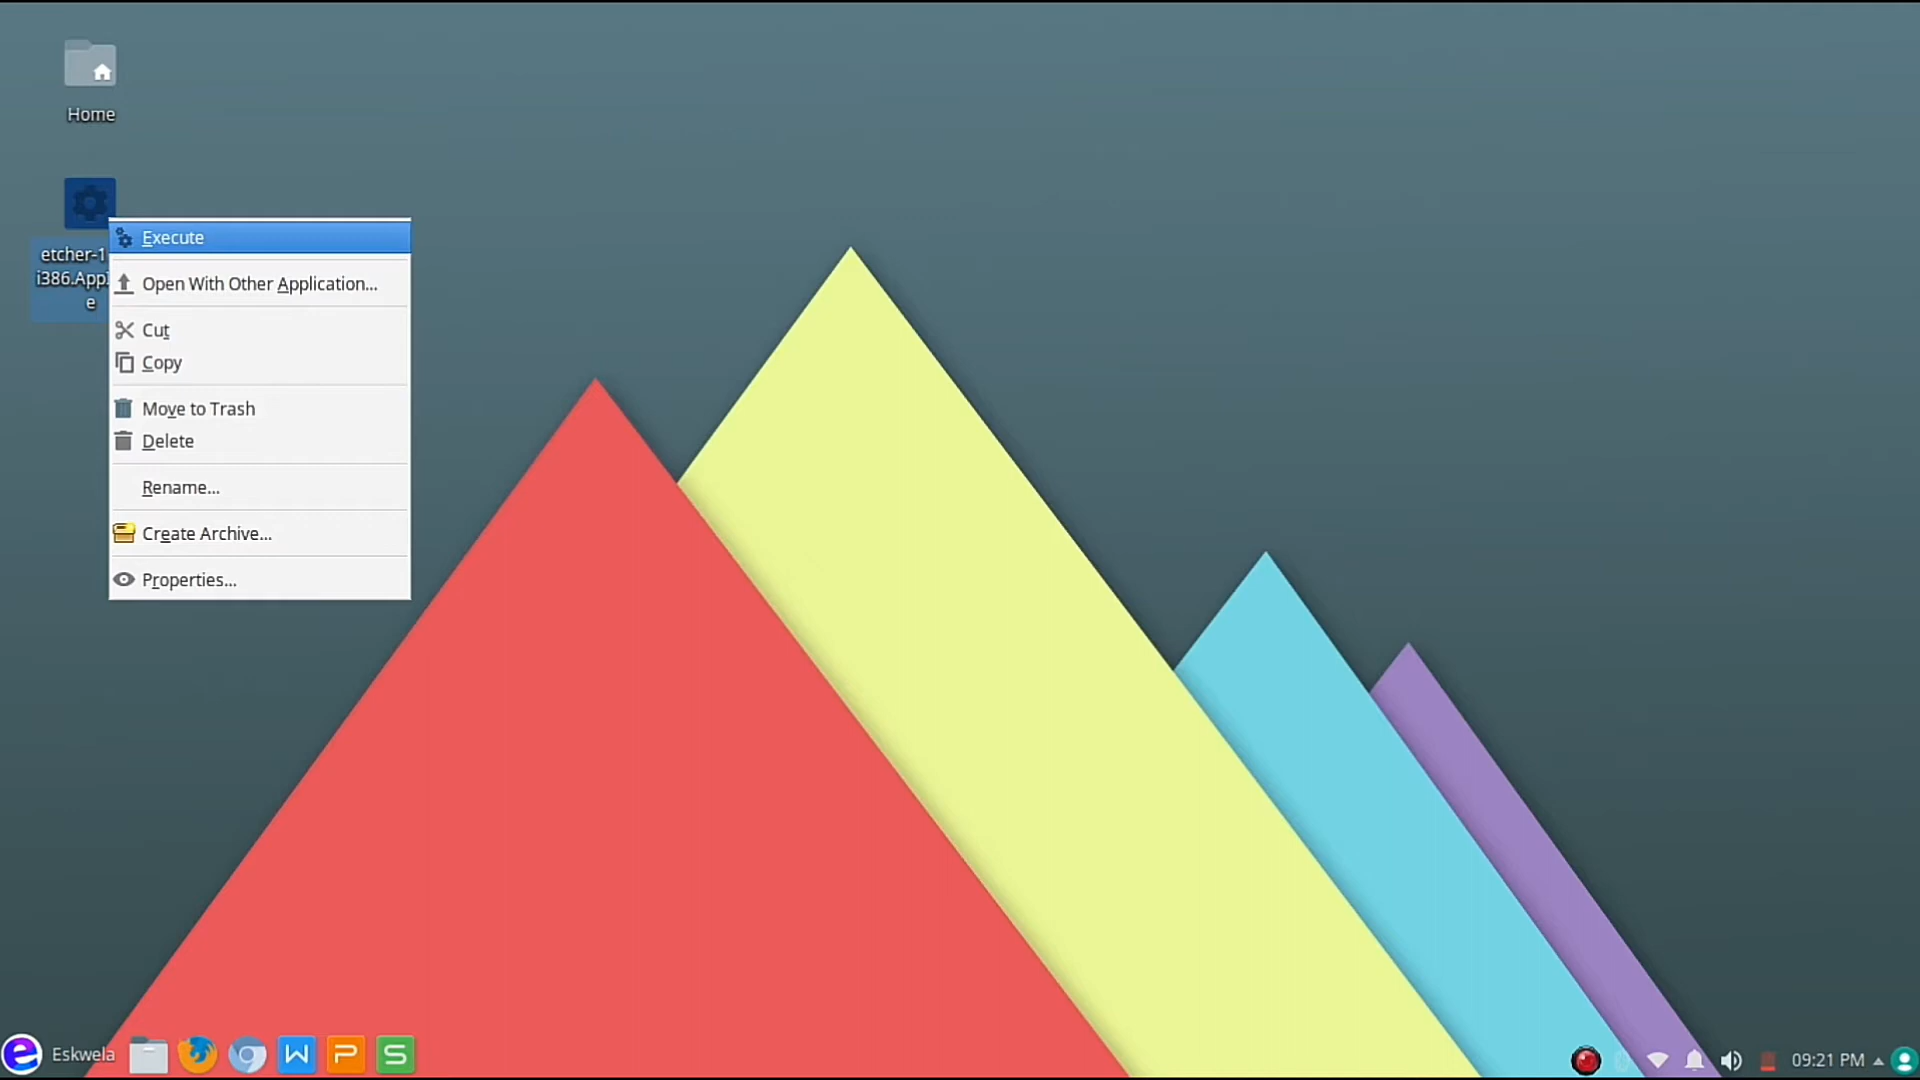 Home
etcher-1
i386.App
e
Execute
Open With Other Application...
Cut
Copy
Move to Trash
Delete
Rename...
Create Archive...
Properties...
Eskwela
W
P
S
09:21 PM